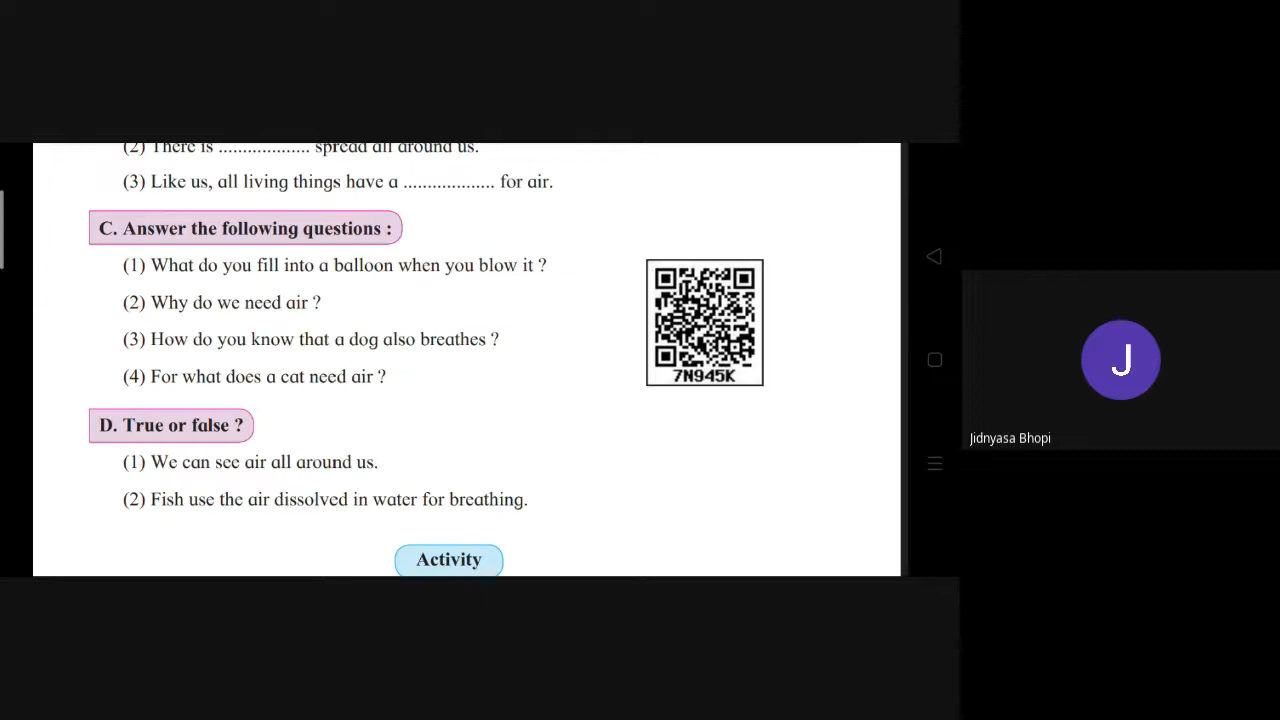 (2) There is ................... spread all around us.
(3) Like us, all living things have a ................... for air.
C. Answer the following questions :
(1) What do you fill into a balloon when you blow it ?
(2) Why do we need air ?
(3) How do you know that a dog also breathes ?
(4) For what does a cat need air ?
7N945K
D. True or false ?
(1) We can see air all around us.
(2) Fish use the air dissolved in water for breathing.
Activity
J
Jidnyasa Bhopi